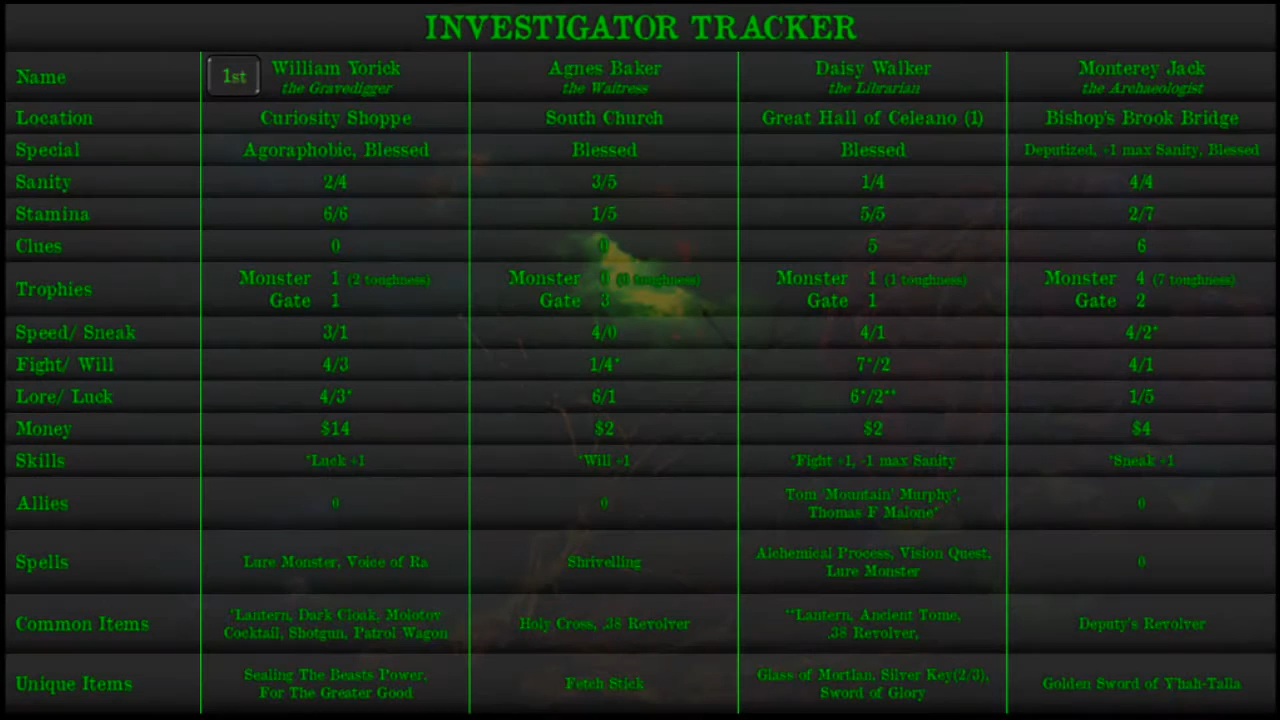 INVESTIGATOR TRACKER
Name
1st
William Yorick
the Gravedigger
Agnes Baker
the Waitress
Daisy Walker
the Librarian
Monterey Jack
the Archaeologist
Location
Curiosity Shoppe
South Church
Great Hall of Celeano (1)
Bishop's Brook Bridge
Special
Agoraphobic, Blessed
Blessed
Blessed
Deputized, +1 max Sanity, Blessed
Sanity
2/4
3/5
1/4
4/4
Stamina
6/6
1/5
5/5
2/7
Clues
0
0
5
6
Trophies
Monster 1 (2 toughness)
Gate 1
Monster 0 (0 toughness)
Gate 3
Monster 1 (1 toughness)
Gate 1
Monster 4 (7 toughness)
Gate 2
Speed/ Sneak
3/1
4/0
4/1
4/2*
Fight/ Will
4/3
1/4*
7*/2
4/1
Lore/ Luck
4/3*
6/1
6*/2**
1/5
Money
$14
$2
$2
$4
Skills
*Luck +1
*Will +1
*Fight +1, -1 max Sanity
*Sneak +1
Allies
0
0
Tom 'Mountain' Murphy*,
Thomas F Malone*
0
Spells
Lure Monster, Voice of Ra
Shrivelling
Alchemical Process, Vision Quest,
Lure Monster
0
Common Items
*Lantern, Dark Cloak, Molotov
Cocktail, Shotgun, Patrol Wagon
Holy Cross, .38 Revolver
**Lantern, Ancient Tome,
.38 Revolver,
Deputy's Revolver
Unique Items
Sealing The Beasts Power,
For The Greater Good
Fetch Stick
Glass of Mortlan, Silver Key(2/3),
Sword of Glory
Golden Sword of Y'hah-Talla